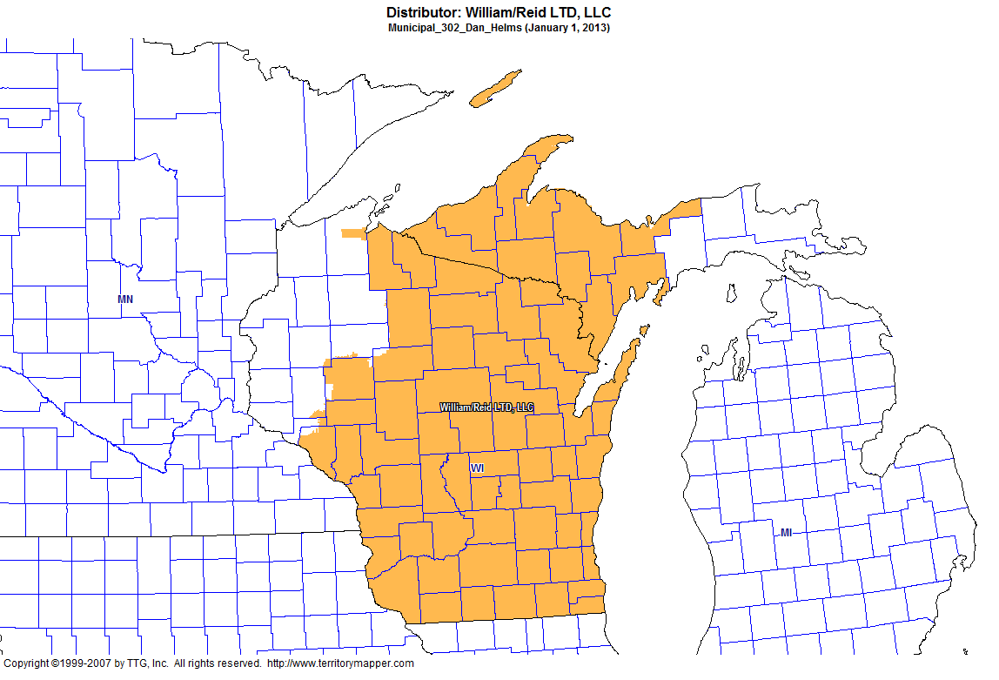 Distributor: William/Reid LTD, LLC
Municipal_302_Dan_Helms (January 1, 2013)
MN
William/Reid LTD, LLC
WI
MI
Copyright ©1999-2007 by TTG, Inc. All rights reserved. http://www.territorymapper.com